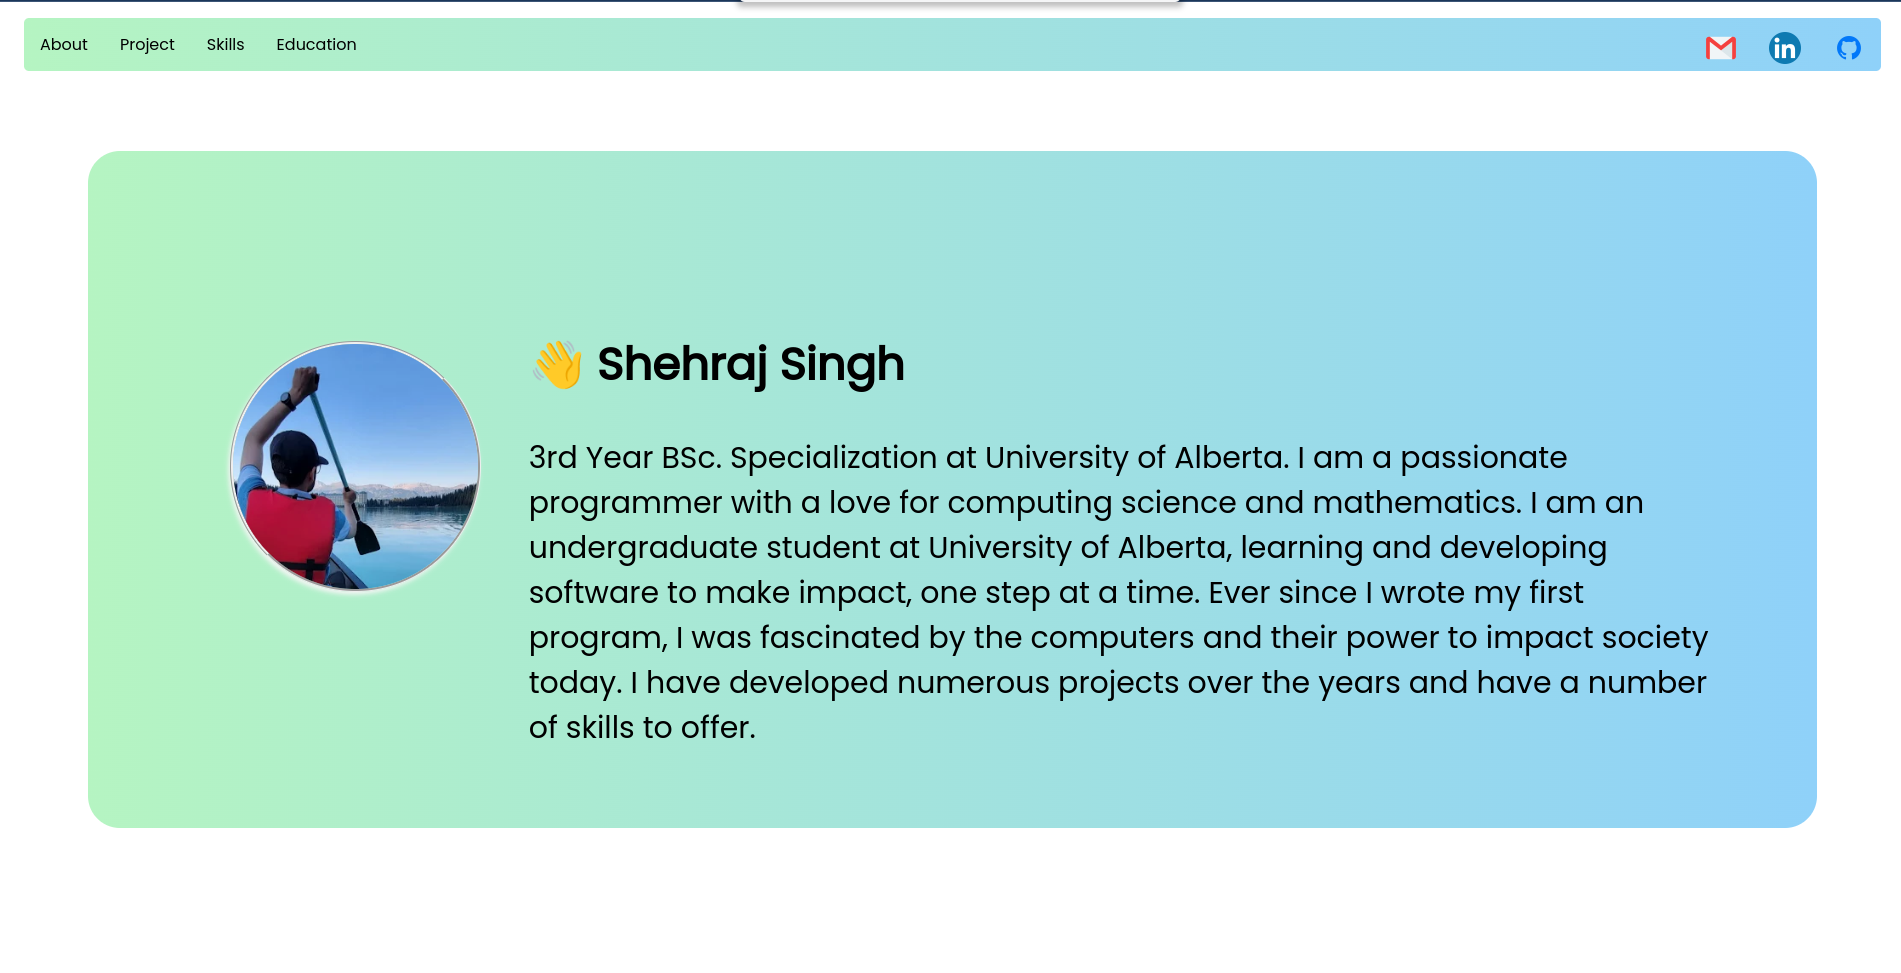 About Project Skills Education
in
👋 Shehraj Singh
3rd Year BSc. Specialization at University of Alberta. I am a passionate
programmer with a love for computing science and mathematics. I am an
undergraduate student at University of Alberta, learning and developing
software to make impact, one step at a time. Ever since I wrote my first
program, I was fascinated by the computers and their power to impact society
today. I have developed numerous projects over the years and have a number
of skills to offer.